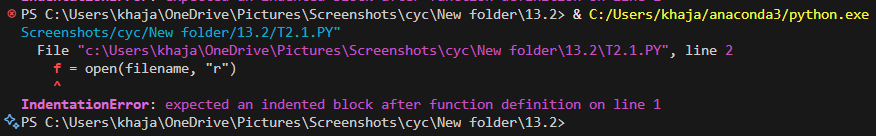 PS C:\Users\khaja\OneDrive\Pictures\Screenshots\cyc\New folder\13.2> & C:/Users/khaja/anaconda3/python.exe
Screenshots/cyc/New folder/13.2/T2.1.PY"
File "c:\Users\khaja\OneDrive\Pictures\Screenshots\cyc\New folder\13.2\T2.1.PY", line 2
f = open(filename, "r")
^
IndentationError: expected an indented block after function definition on line 1
PS C:\Users\khaja\OneDrive\Pictures\Screenshots\cyc\New folder\13.2>